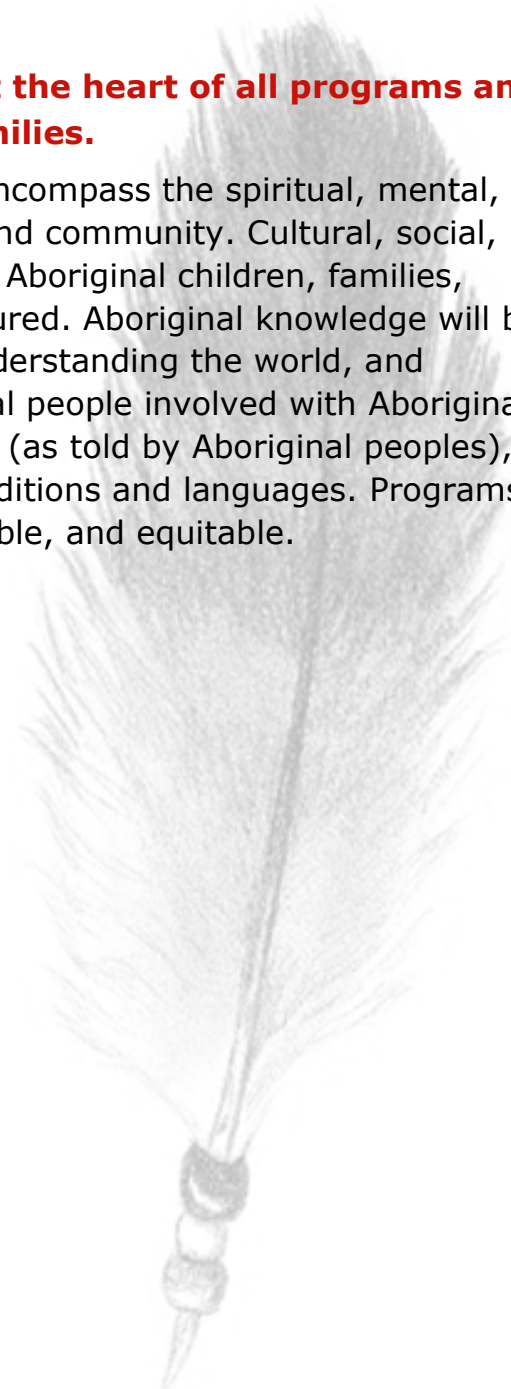 t the heart of all programs an
nilies.
ncompass the spiritual, mental,
nd community. Cultural, social,
Aboriginal children, families,
ured. Aboriginal knowledge will b
derstanding the world, and
al people involved with Aborigina
(as told by Aboriginal peoples),
ditions and languages. Programs
ble, and equitable.